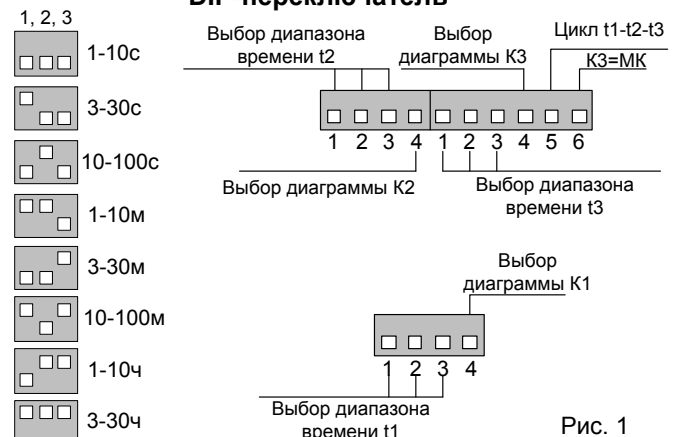 DIP-переключатель
1, 2, 3
1-10с
3-30с
10-100с
1-10м
3-30м
10-100м
1-10ч
3-30ч
Выбор диапазона
времени t2
Выбор
диаграммы К3
Цикл t1-t2-t3
К3=МК
1 2 3 4 1 2 3 4 5 6
Выбор диаграммы К2
Выбор диапазона
времени t3
Выбор
диаграммы К1
1 2 3 4
Выбор диапазона
времени t1
Рис. 1